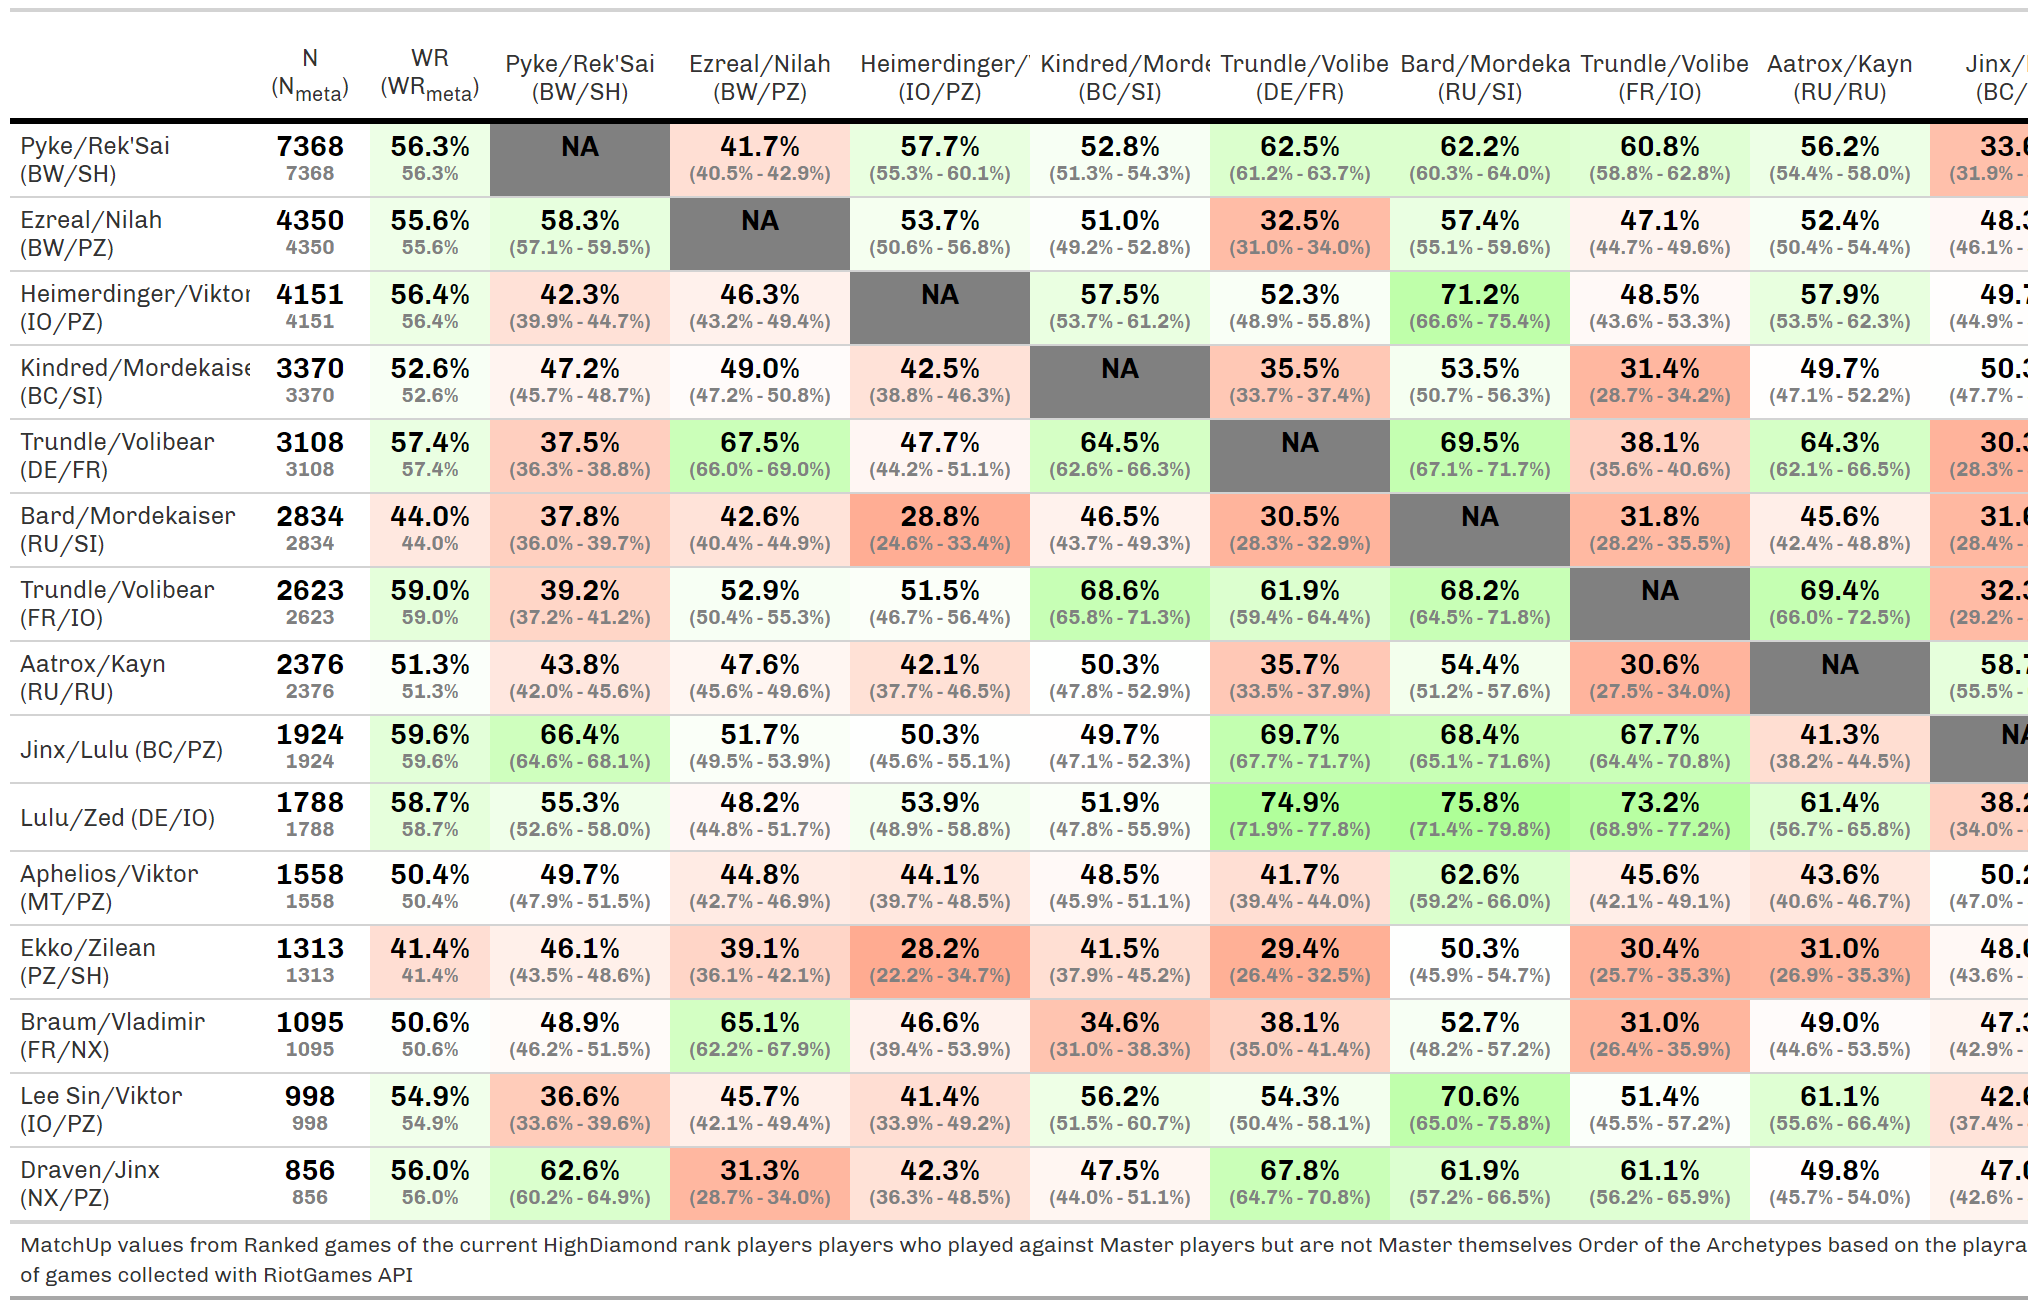 N WR Pyke/Rek'Sai Ezreal/Nilah Heimerdinger/ Kindred/Morde Trundle/Volibe Bard/Mordeka Trundle/Volibe Aatrox/Kayn Jinx/
(Nmeta) (WRmeta) (BW/SH) (BW/PZ) (IO/PZ) (BC/SI) (DE/FR) (RU/SI) (FR/IO) (RU/RU) (BC/
Pyke/Rek'Sai 7368 56.3% NA 41.7% 57.7% 52.8% 62.5% 62.2% 60.8% 56.2% 33.6
(BW/SH) 7368 56.3% (40.5% - 42.9%) (55.3% - 60.1%) (51.3% - 54.3%) (61.2% - 63.7%) (60.3% - 64.0%) (58.8% - 62.8%) (54.4% - 58.0%) (31.9% -
Ezreal/Nilah 4350 55.6% 58.3% NA 53.7% 51.0% 32.5% 57.4% 47.1% 52.4% 48.3
(BW/PZ) 4350 55.6% (57.1% - 59.5%) (50.6% - 56.8%) (49.2% - 52.8%) (31.0% - 34.0%) (55.1% - 59.6%) (44.7% - 49.6%) (50.4% - 54.4%) (46.1% -
Heimerdinger/Viktor 4151 56.4% 42.3% 46.3% NA 57.5% 52.3% 71.2% 48.5% 57.9% 49.7
(IO/PZ) 4151 56.4% (39.9% - 44.7%) (43.2% - 49.4%) (53.7% - 61.2%) (48.9% - 55.8%) (66.6% - 75.4%) (43.6% - 53.3%) (53.5% - 62.3%) (44.9% -
Kindred/Mordekaise 3370 52.6% 47.2% 49.0% 42.5% NA 35.5% 53.5% 31.4% 49.7% 50.3
(BC/SI) 3370 52.6% (45.7% - 48.7%) (47.2% - 50.8%) (38.8% - 46.3%) (33.7% - 37.4%) (50.7% - 56.3%) (28.7% - 34.2%) (47.1% - 52.2%) (47.7% -
Trundle/Volibear 3108 57.4% 37.5% 67.5% 47.7% 64.5% NA 69.5% 38.1% 64.3% 30.3
(DE/FR) 3108 57.4% (36.3% - 38.8%) (66.0% - 69.0%) (44.2% - 51.1%) (62.6% - 66.3%) (67.1% - 71.7%) (35.6% - 40.6%) (62.1% - 66.5%) (28.3% -
Bard/Mordekaiser 2834 44.0% 37.8% 42.6% 28.8% 46.5% 30.5% NA 31.8% 45.6% 31.6
(RU/SI) 2834 44.0% (36.0% - 39.7%) (40.4% - 44.9%) (24.6% - 33.4%) (43.7% - 49.3%) (28.3% - 32.9%) (28.2% - 35.5%) (42.4% - 48.8%) (28.4% -
Trundle/Volibear 2623 59.0% 39.2% 52.9% 51.5% 68.6% 61.9% 68.2% NA 69.4% 32.3
(FR/IO) 2623 59.0% (37.2% - 41.2%) (50.4% - 55.3%) (46.7% - 56.4%) (65.8% - 71.3%) (59.4% - 64.4%) (64.5% - 71.8%) (66.0% - 72.5%) (29.2% -
Aatrox/Kayn 2376 51.3% 43.8% 47.6% 42.1% 50.3% 35.7% 54.4% 30.6% NA 58.7
(RU/RU) 2376 51.3% (42.0% - 45.6%) (45.6% - 49.6%) (37.7% - 46.5%) (47.8% - 52.9%) (33.5% - 37.9%) (51.2% - 57.6%) (27.5% - 34.0%) (55.5% -
Jinx/Lulu (BC/PZ) 1924 59.6% 66.4% 51.7% 50.3% 49.7% 69.7% 68.4% 67.7% 41.3% NA
1924 59.6% (64.6% - 68.1%) (49.5% - 53.9%) (45.6% - 55.1%) (47.1% - 52.3%) (67.7% - 71.7%) (65.1% - 71.6%) (64.4% - 70.8%) (38.2% - 44.5%)
Lulu/Zed (DE/IO) 1788 58.7% 55.3% 48.2% 53.9% 51.9% 74.9% 75.8% 73.2% 61.4% 38.2
1788 58.7% (52.6% - 58.0%) (44.8% - 51.7%) (48.9% - 58.8%) (47.8% - 55.9%) (71.9% - 77.8%) (71.4% - 79.8%) (68.9% - 77.2%) (56.7% - 65.8%) (34.0% -
Aphelios/Viktor 1558 50.4% 49.7% 44.8% 44.1% 48.5% 41.7% 62.6% 45.6% 43.6% 50.2
(MT/PZ) 1558 50.4% (47.9% - 51.5%) (42.7% - 46.9%) (39.7% - 48.5%) (45.9% - 51.1%) (39.4% - 44.0%) (59.2% - 66.0%) (42.1% - 49.1%) (40.6% - 46.7%) (47.0% -
Ekko/Zilean 1313 41.4% 46.1% 39.1% 28.2% 41.5% 29.4% 50.3% 30.4% 31.0% 48.0
(PZ/SH) 1313 41.4% (43.5% - 48.6%) (36.1% - 42.1%) (22.2% - 34.7%) (37.9% - 45.2%) (26.4% - 32.5%) (45.9% - 54.7%) (25.7% - 35.3%) (26.9% - 35.3%) (43.6% -
Braum/Vladimir 1095 50.6% 48.9% 65.1% 46.6% 34.6% 38.1% 52.7% 31.0% 49.0% 47.3
(FR/NX) 1095 50.6% (46.2% - 51.5%) (62.2% - 67.9%) (39.4% - 53.9%) (31.0% - 38.3%) (35.0% - 41.4%) (48.2% - 57.2%) (26.4% - 35.9%) (44.6% - 53.5%) (42.9% -
Lee Sin/Viktor 998 54.9% 36.6% 45.7% 41.4% 56.2% 54.3% 70.6% 51.4% 61.1% 42.6
(IO/PZ) 998 54.9% (33.6% - 39.6%) (42.1% - 49.4%) (33.9% - 49.2%) (51.5% - 60.7%) (50.4% - 58.1%) (65.0% - 75.8%) (45.5% - 57.2%) (55.6% - 66.4%) (37.4% -
Draven/Jinx 856 56.0% 62.6% 31.3% 42.3% 47.5% 67.8% 61.9% 61.1% 49.8% 47.0
(NX/PZ) 856 56.0% (60.2% - 64.9%) (28.7% - 34.0%) (36.3% - 48.5%) (44.0% - 51.1%) (64.7% - 70.8%) (57.2% - 66.5%) (56.2% - 65.9%) (45.7% - 54.0%) (42.6% -
MatchUp values from Ranked games of the current HighDiamond rank players players who played against Master players but are not Master themselves Order of the Archetypes based on the playra
of games collected with RiotGames API